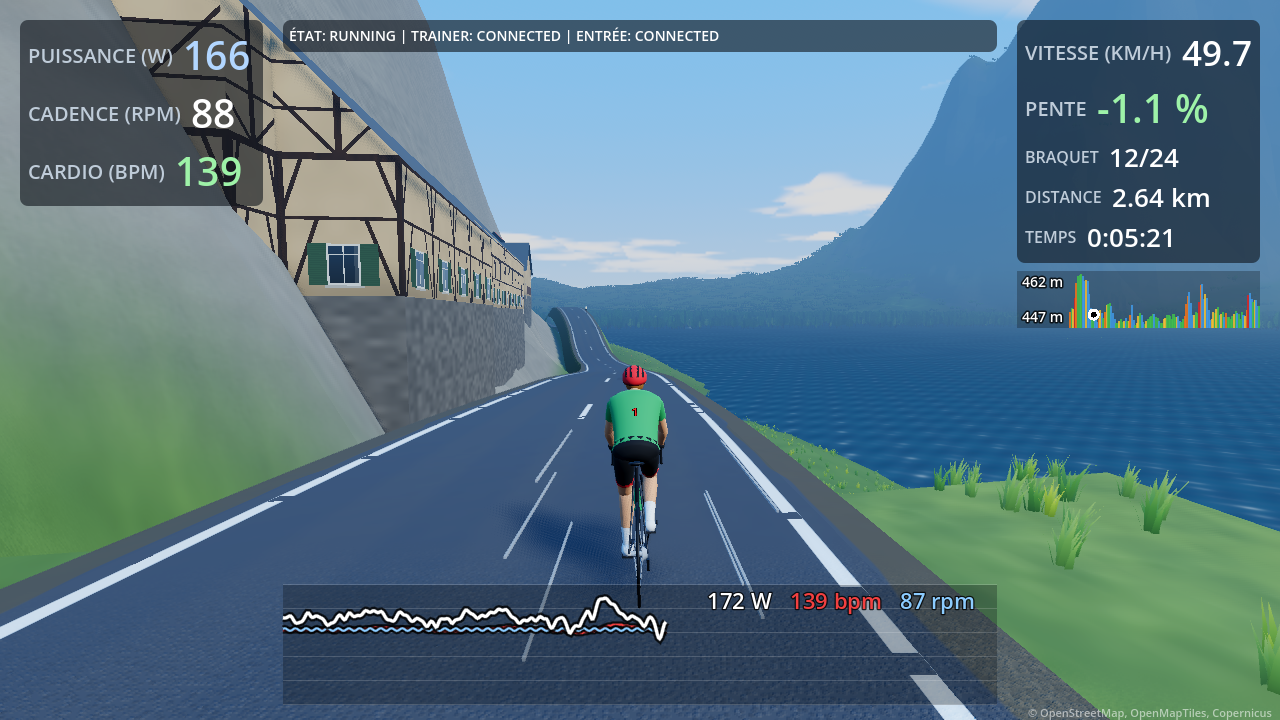 ÉTAT: RUNNING | TRAINER: CONNECTED | ENTRÉE: CONNECTED
PUISSANCE (W) 166
CADENCE (RPM) 88
CARDIO (BPM) 139
VITESSE (KM/H) 49.7
PENTE -1.1 %
BRAQUET 12/24
DISTANCE 2.64 km
TEMPS 0:05:21
462 m
447 m
1
172 W 139 bpm 87 rpm
© OpenStreetMap, OpenMapTiles, Copernicus